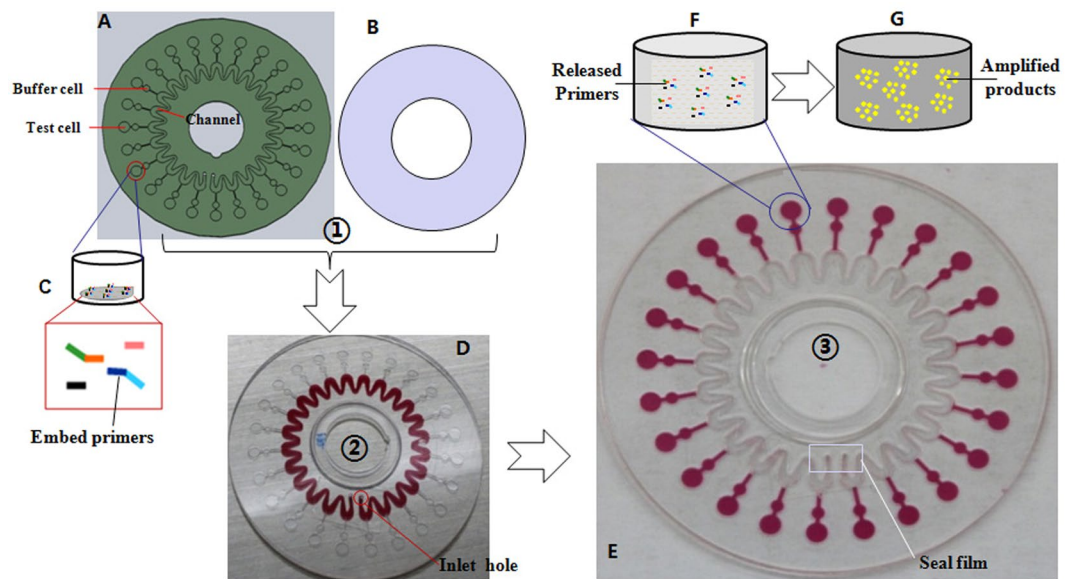 A
B
Buffer cell
Channel
Test cell
①
C
Embed primers
D
②
Inlet hole
F
G
Released
Primers
Amplified
products
③
E
Seal film